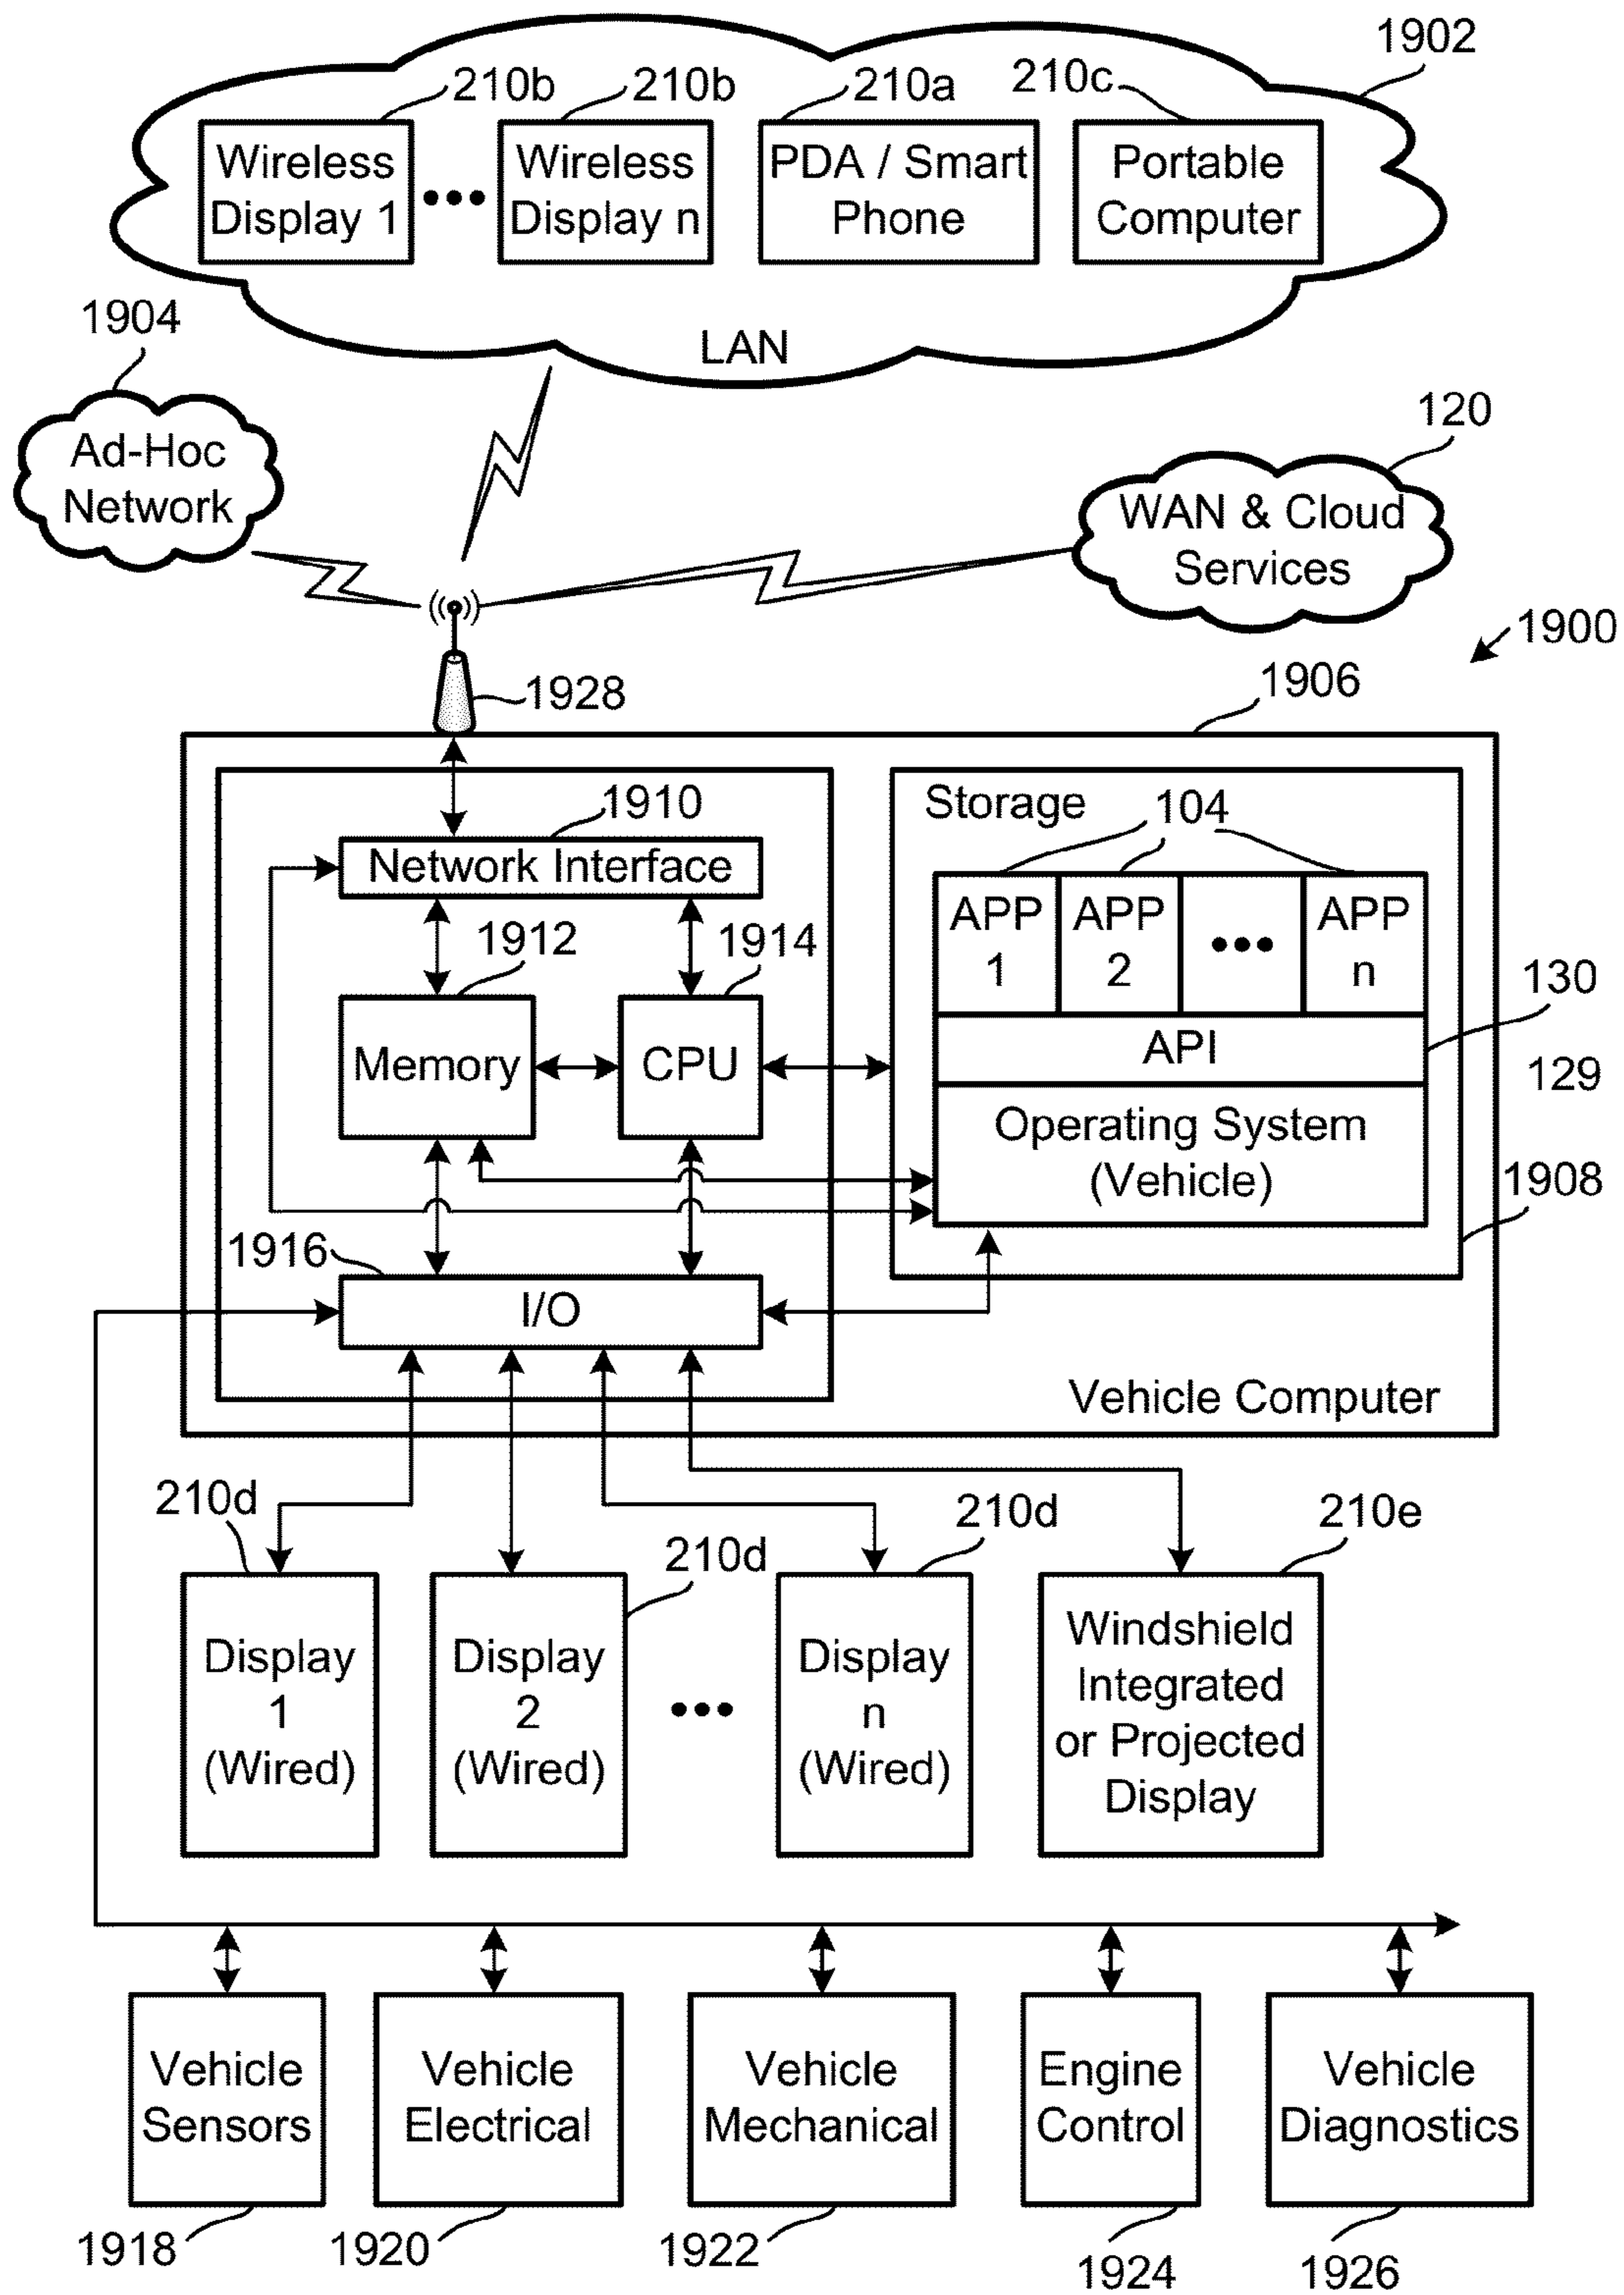 1902
210b
210b
210a
210c
Wireless
Display 1
Wireless
Display n
PDA / Smart
Phone
Portable
Computer
LAN
1904
Ad-Hoc
Network
120
WAN & Cloud
Services
1900
1906
1928
1910
Network Interface
Storage
104
APP
1
APP
2
APP
n
1912
1914
130
API
Memory
CPU
129
Operating System
(Vehicle)
1908
1916
I/O
Vehicle Computer
210d
210d
210d
210e
Display
1
(Wired)
Display
2
(Wired)
Display
n
(Wired)
Windshield
Integrated
or Projected
Display
Vehicle
Sensors
Vehicle
Electrical
Vehicle
Mechanical
Engine
Control
Vehicle
Diagnostics
1918
1920
1922
1924
1926